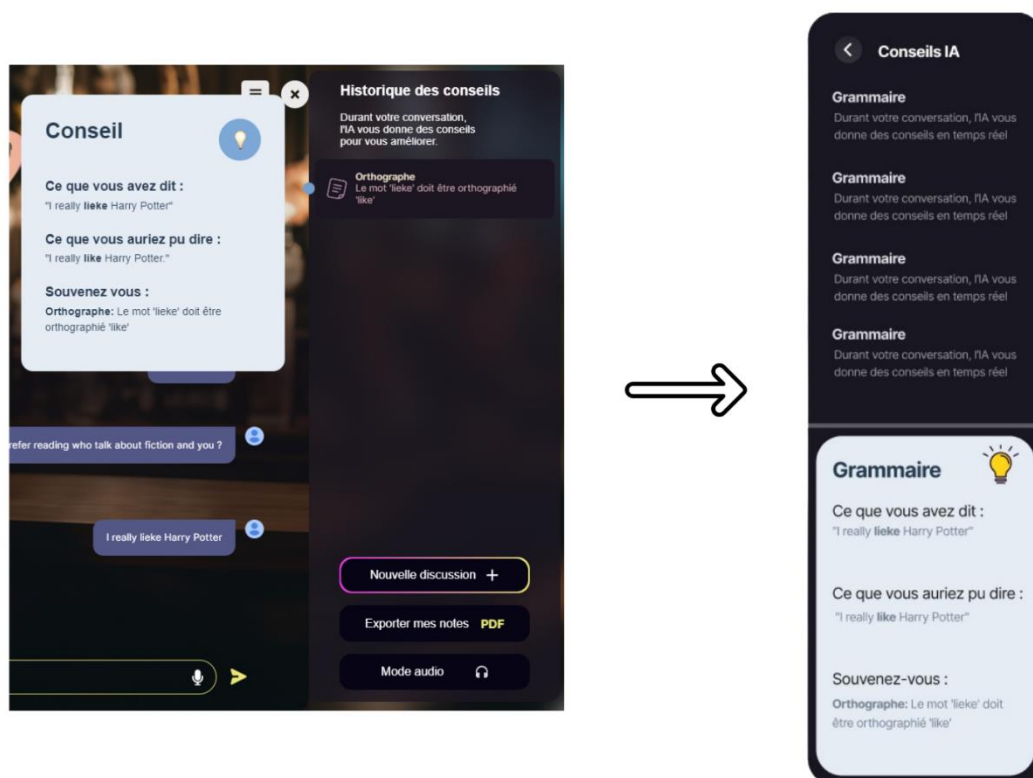 Conseil
Ce que vous avez dit :
"I really lieke Harry Potter"
Ce que vous auriez pu dire :
"I really like Harry Potter."
Souvenez vous :
Orthographe: Le mot 'lieke' doit être
orthographié 'like'
refer reading who talk about fiction and you ?
I really lieke Harry Potter
Historique des conseils
Durant votre conversation,
l'IA vous donne des conseils
pour vous améliorer.
Orthographe
Le mot 'lieke' doit être orthographié
'like'
Nouvelle discussion +
Exporter mes notes PDF
Mode audio
Conseils IA
Grammaire
Durant votre conversation, l'IA vous
donne des conseils en temps réel
Grammaire
Durant votre conversation, l'IA vous
donne des conseils en temps réel
Grammaire
Durant votre conversation, l'IA vous
donne des conseils en temps réel
Grammaire
Durant votre conversation, l'IA vous
donne des conseils en temps réel
Grammaire
Ce que vous avez dit :
"I really lieke Harry Potter"
Ce que vous auriez pu dire :
"I really like Harry Potter"
Souvenez-vous :
Orthographe: Le mot 'lieke' doit
être orthographié 'like'